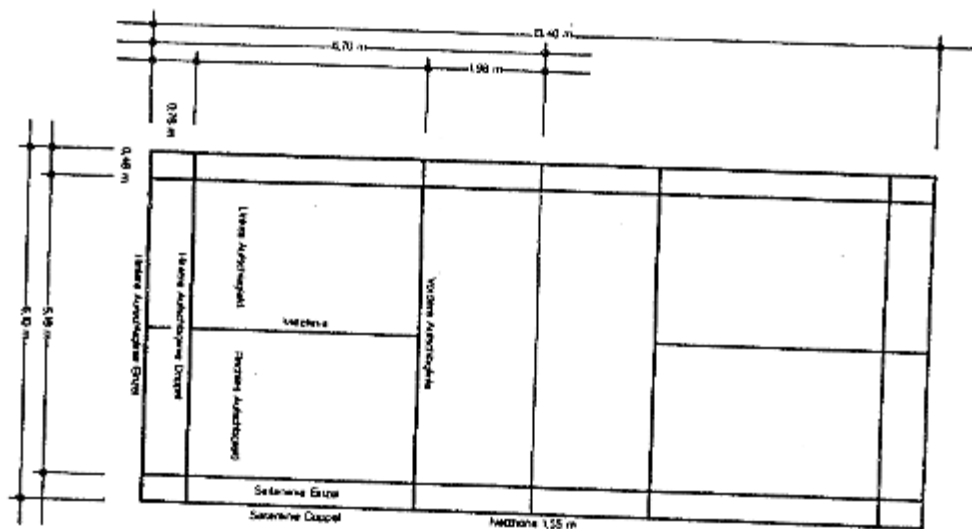 13,40 m
6,70 m
1,98 m
0,76 m
0,46 m
Hintere Aufschlaglinie Einzel
Hintere Aufschlaglinie Doppel
Linkes Aufschlagfeld
Mittellinie
Vordere Aufschlaglinie
Rechtes Aufschlagfeld
5,18 m
6,10 m
Seitenlinie Einzel
Seitenlinie Doppel
Netzhöhe 1,55 m